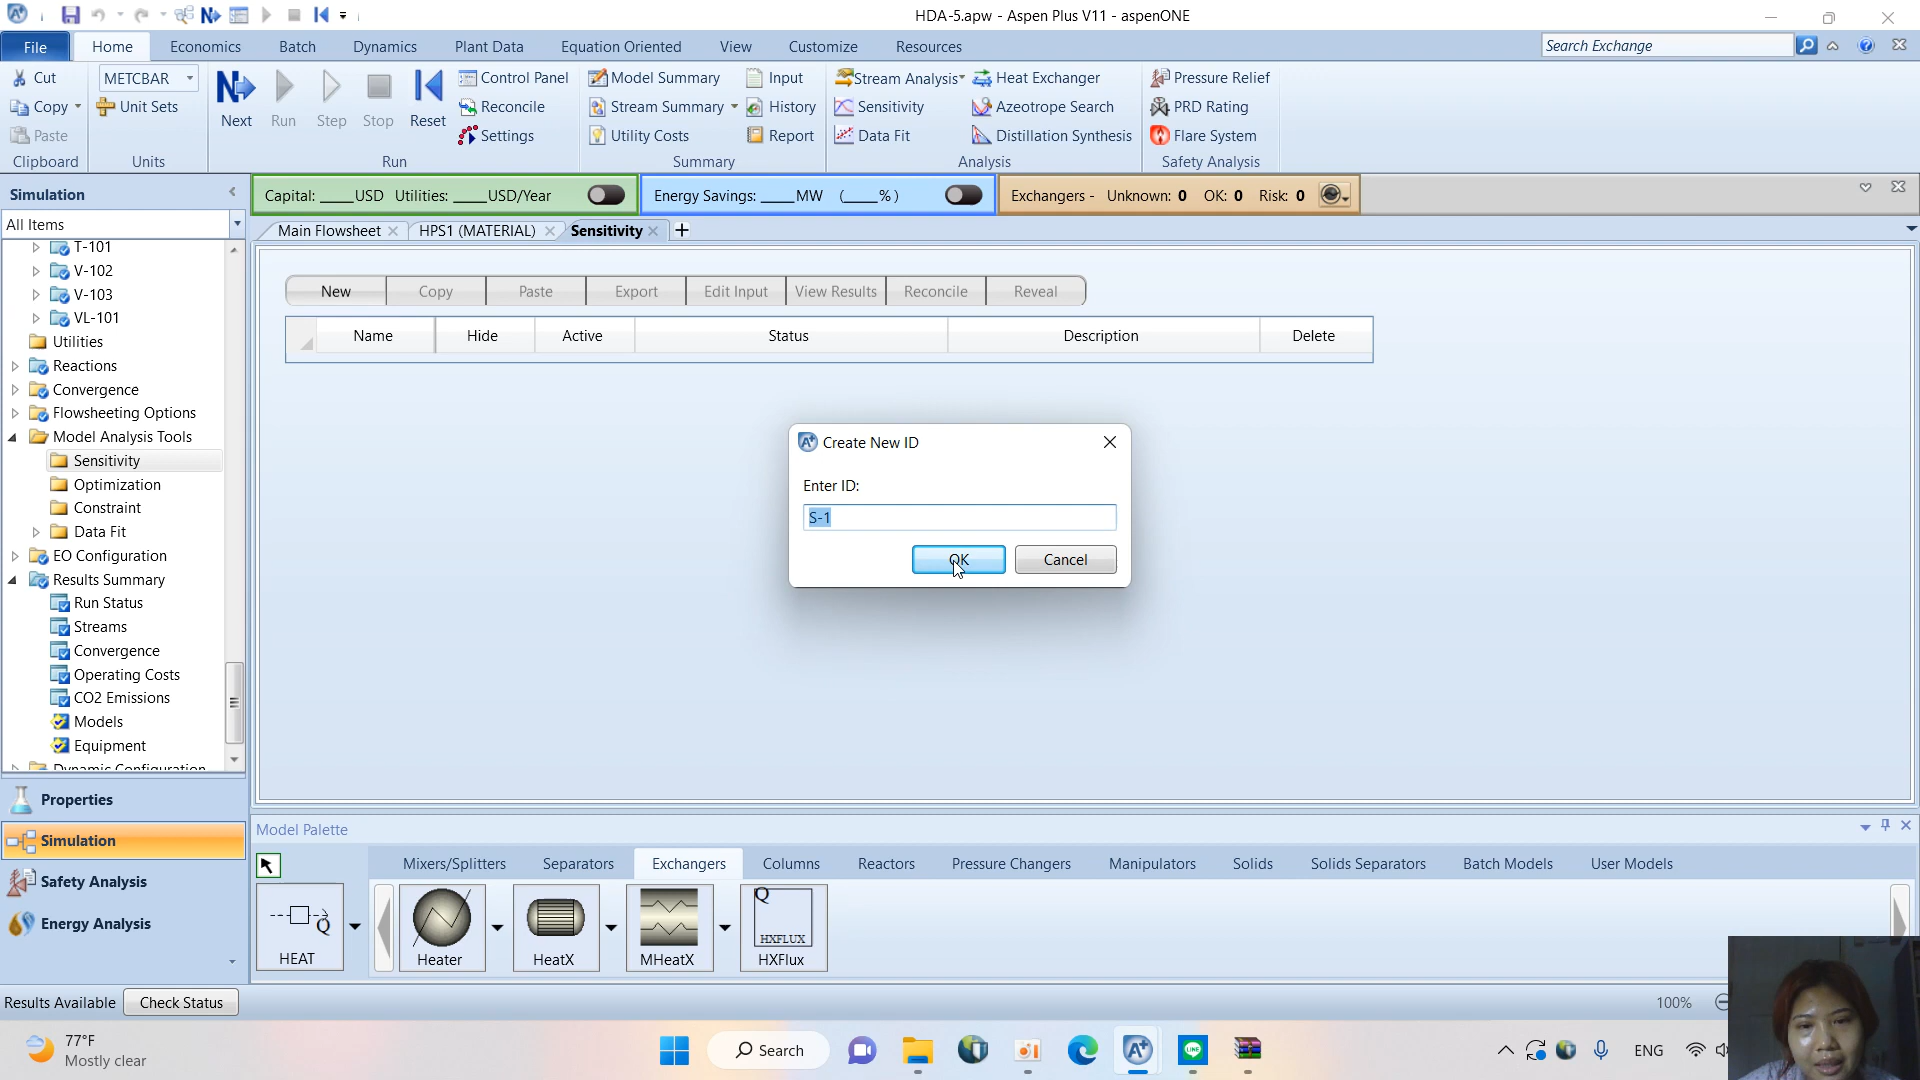 HDA-5.apw - Aspen Plus V11 - aspenONE
File
Home
Economics
Batch
Dynamics
Plant Data
Equation Oriented
View
Customize
Resources
Search Exchange
Cut
Copy
Paste
Clipboard
METCBAR
Unit Sets
Units
Next
Run
Step
Stop
Reset
Control Panel
Reconcile
Settings
Run
Model Summary
Stream Summary
Utility Costs
Input
History
Report
Summary
Stream Analysis
Sensitivity
Data Fit
Heat Exchanger
Azeotrope Search
Distillation Synthesis
Analysis
Pressure Relief
PRD Rating
Flare System
Safety Analysis
Simulation
All Items
Capital: ____USD Utilities: ____USD/Year
Energy Savings: ____MW (____%)
Exchangers - Unknown: 0 OK: 0 Risk: 0
Main Flowsheet
HPS1 (MATERIAL)
Sensitivity
T-101
V-102
V-103
VL-101
Utilities
Reactions
Convergence
Flowsheeting Options
Model Analysis Tools
Sensitivity
Optimization
Constraint
Data Fit
EO Configuration
Results Summary
Run Status
Streams
Convergence
Operating Costs
CO2 Emissions
Models
Equipment
Dynamic Configuration
Properties
Simulation
Safety Analysis
Energy Analysis
New
Copy
Paste
Export
Edit Input
View Results
Reconcile
Reveal
Name
Hide
Active
Status
Description
Delete
Create New ID
Enter ID:
S-1
OK
Cancel
Model Palette
Mixers/Splitters
Separators
Exchangers
Columns
Reactors
Pressure Changers
Manipulators
Solids
Solids Separators
Batch Models
User Models
Q
HEAT
Heater
HeatX
MHeatX
Q
HXFLUX
HXFlux
Results Available
Check Status
100%
77°F
Mostly clear
Search
LINE
ENG